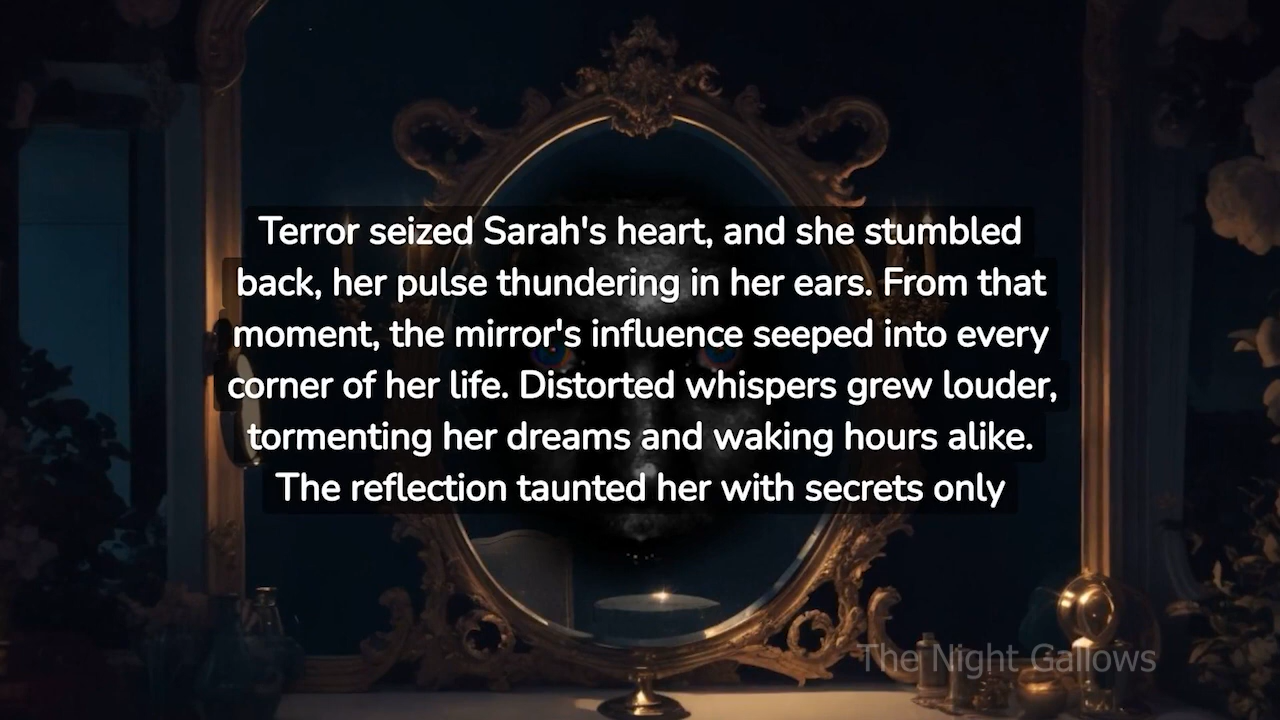 Terror seized Sarah's heart, and she stumbled
back, her pulse thundering in her ears. From that
moment, the mirror's influence seeped into every
corner of her life. Distorted whispers grew louder,
tormenting her dreams and waking hours alike.
The reflection taunted her with secrets only
The Night Gallows